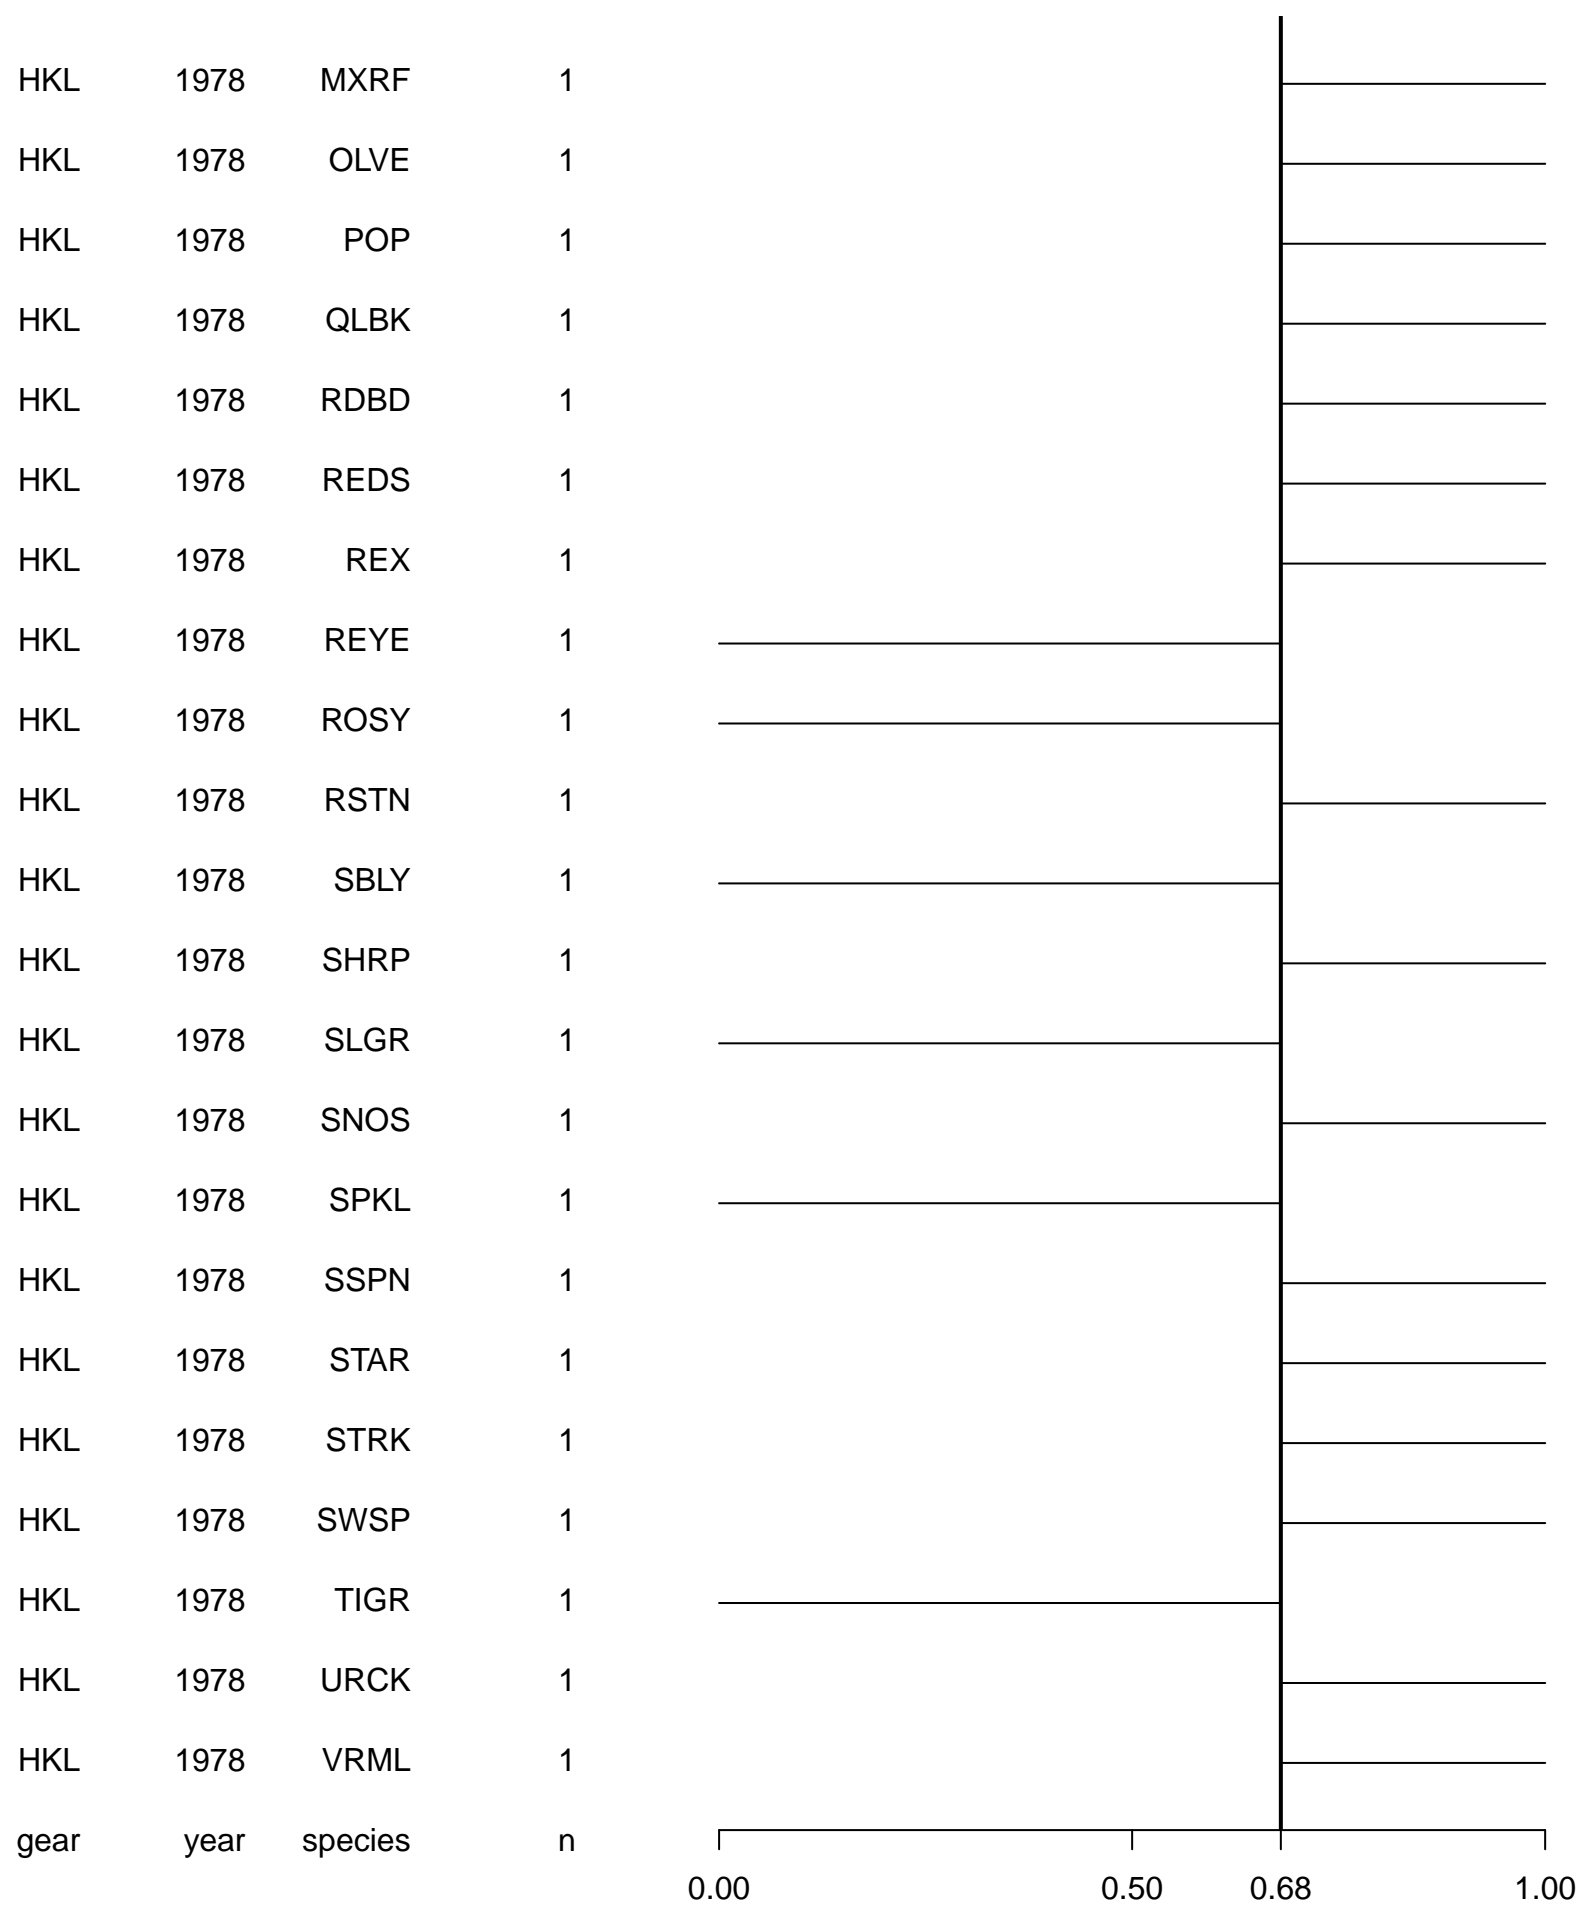 HKL 1978 MXRF 1
HKL 1978 OLVE 1
HKL 1978 POP 1
HKL 1978 QLBK 1
HKL 1978 RDBD 1
HKL 1978 REDS 1
HKL 1978 REX 1
HKL 1978 REYE 1
HKL 1978 ROSY 1
HKL 1978 RSTN 1
HKL 1978 SBLY 1
HKL 1978 SHRP 1
HKL 1978 SLGR 1
HKL 1978 SNOS 1
HKL 1978 SPKL 1
HKL 1978 SSPN 1
HKL 1978 STAR 1
HKL 1978 STRK 1
HKL 1978 SWSP 1
HKL 1978 TIGR 1
HKL 1978 URCK 1
HKL 1978 VRML 1
gear year species n
0.00 0.50 0.68 1.00